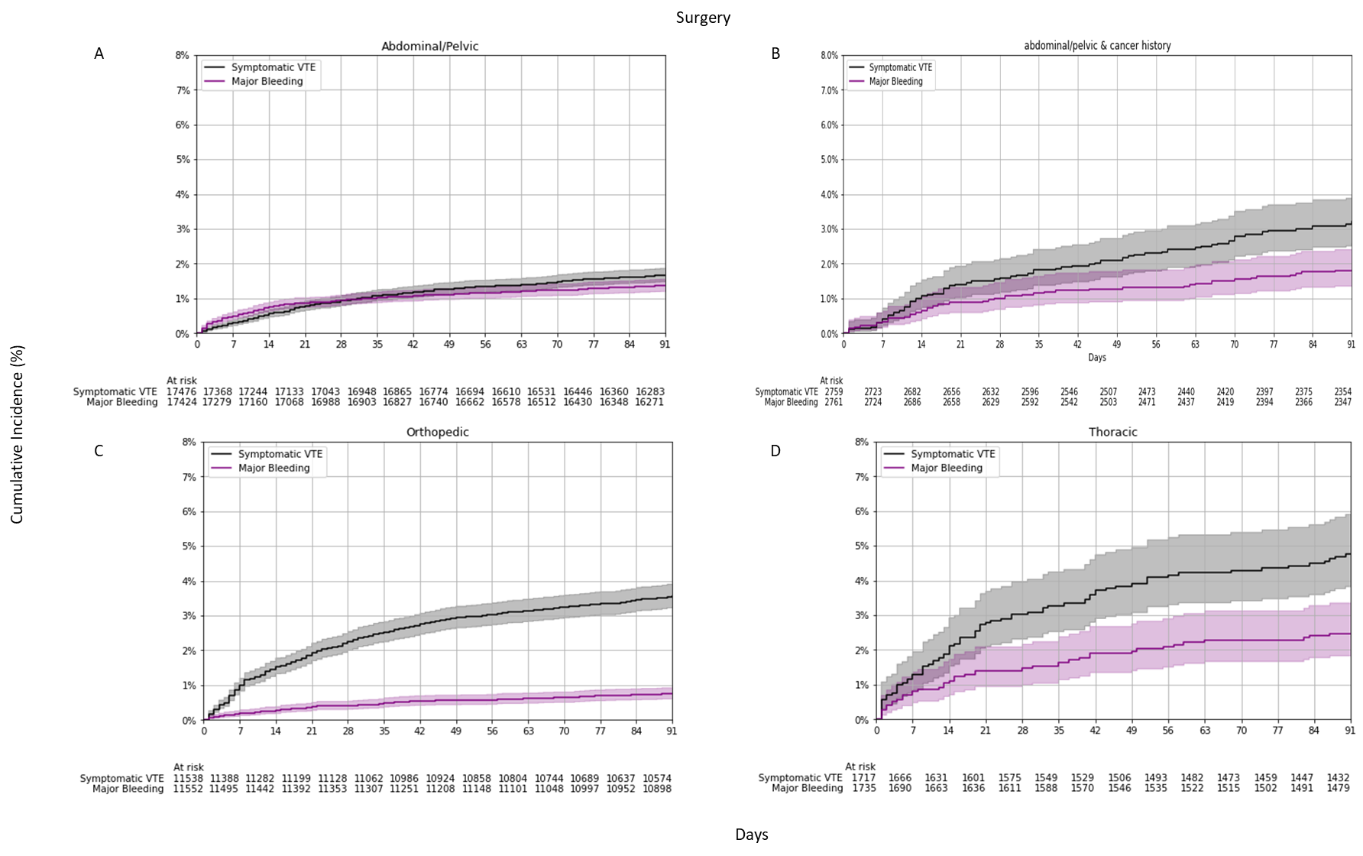 Surgery
A
Abdominal/Pelvic
8%
7%
6%
5%
4%
3%
2%
1%
0%
Symptomatic VTE
Major Bleeding
0 7 14 21 28 35 42 49 56 63 70 77 84 91
At risk
Symptomatic VTE 17476 17368 17244 17133 17043 16948 16865 16774 16694 16610 16531 16446 16360 16283
Major Bleeding 17424 17279 17160 17068 16988 16903 16827 16740 16662 16578 16512 16430 16348 16271
B
abdominal/pelvic & cancer history
8.0%
7.0%
6.0%
5.0%
4.0%
3.0%
2.0%
1.0%
0.0%
Symptomatic VTE
Major Bleeding
0 7 14 21 28 35 42 49 56 63 70 77 84 91
Days
At risk
Symptomatic VTE 2759 2723 2682 2656 2632 2596 2546 2507 2473 2440 2420 2397 2375 2354
Major Bleeding 2761 2724 2686 2658 2629 2592 2542 2503 2471 2437 2419 2394 2366 2347
Cumulative Incidence (%)
C
Orthopedic
8%
7%
6%
5%
4%
3%
2%
1%
0%
Symptomatic VTE
Major Bleeding
0 7 14 21 28 35 42 49 56 63 70 77 84 91
At risk
Symptomatic VTE 11538 11388 11282 11199 11128 11062 10986 10924 10858 10804 10744 10689 10637 10574
Major Bleeding 11552 11495 11442 11392 11353 11307 11251 11208 11148 11101 11048 10997 10952 10898
D
Thoracic
8%
7%
6%
5%
4%
3%
2%
1%
0%
Symptomatic VTE
Major Bleeding
0 7 14 21 28 35 42 49 56 63 70 77 84 91
At risk
Symptomatic VTE 1717 1666 1631 1601 1575 1549 1529 1506 1493 1482 1473 1459 1447 1432
Major Bleeding 1735 1690 1663 1636 1611 1588 1570 1546 1535 1522 1515 1502 1491 1479
Days